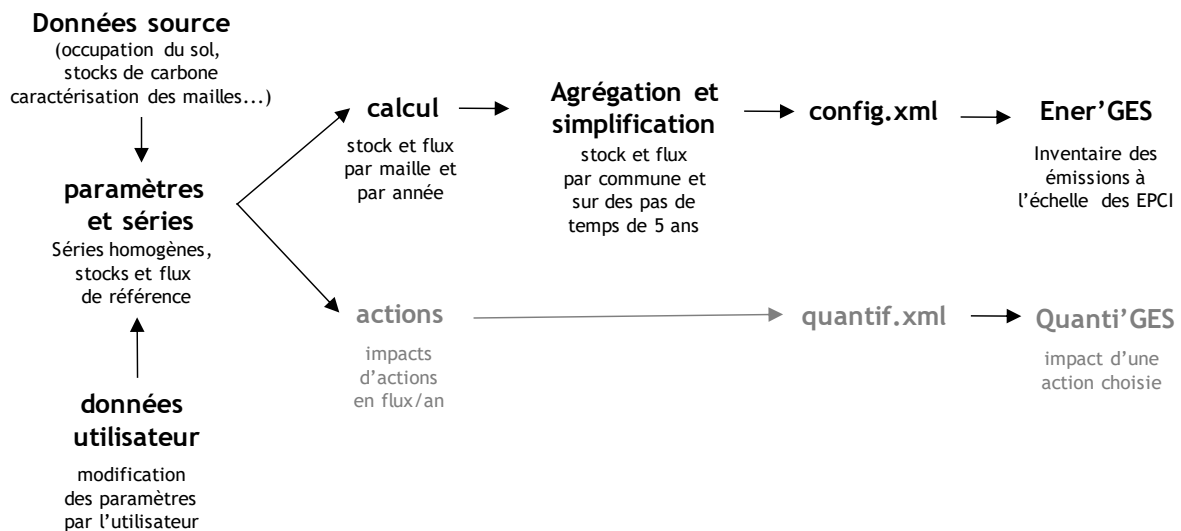 Données source
(occupation du sol,
stocks de carbone
caractérisation des mailles...)
paramètres
et séries
Séries homogènes,
stocks et flux
de référence
données
utilisateur
modification
des paramètres
par l'utilisateur
calcul
stock et flux
par maille et
par année
Agrégation et
simplification
stock et flux
par commune et
sur des pas de
temps de 5 ans
config.xml
Ener'GES
Inventaire des
émissions à
l'échelle des EPCI
actions
impacts
d'actions
en flux/an
quantif.xml
Quanti'GES
impact d'une
action choisie